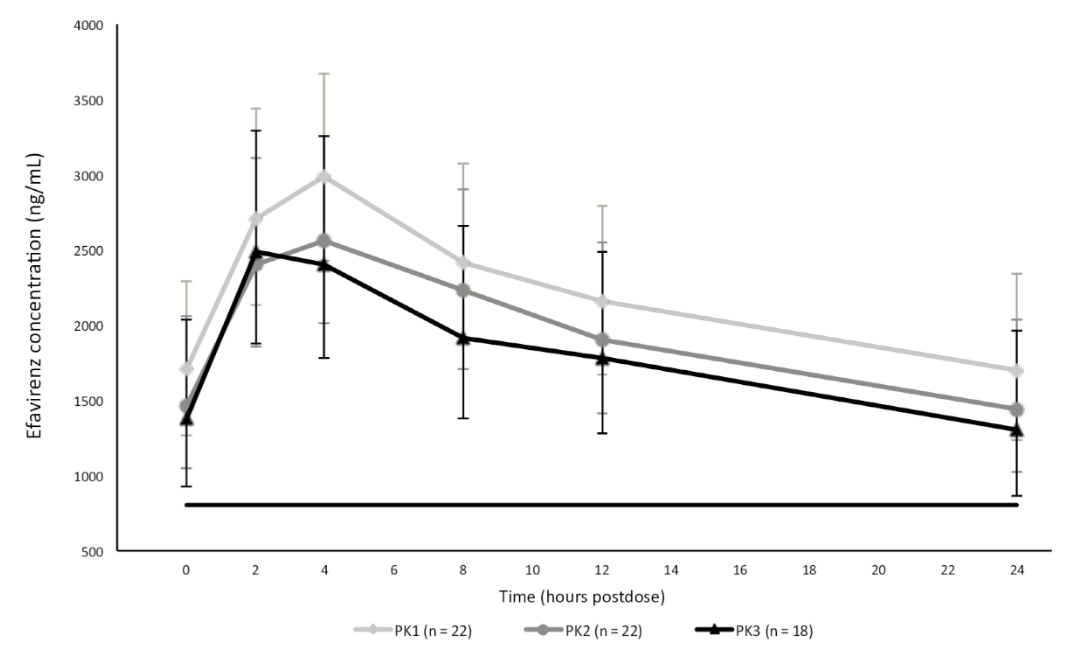 4000
3500
3000
2500
2000
1500
1000
500
Efavirenz concentration (ng/mL)
0 2 4 6 8 10 12 14 16 18 20 22 24
Time (hours postdose)
PK1 (n = 22) PK2 (n = 22) PK3 (n = 18)